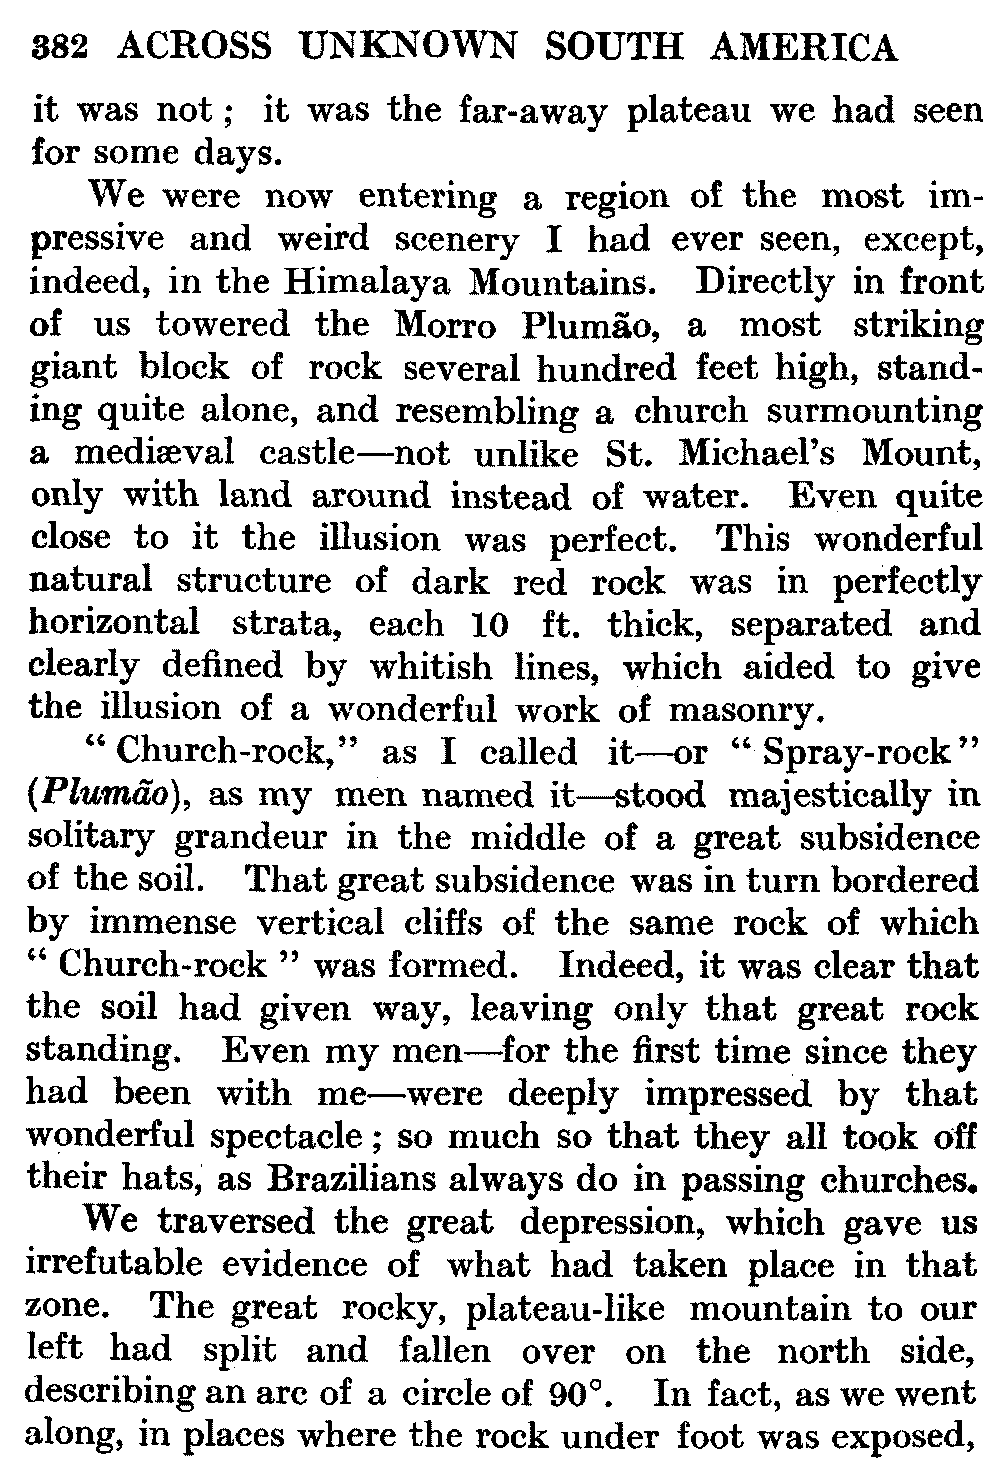 382 ACROSS UNKNOWN SOUTH AMERICA
it was not ; it was the far-away plateau we had seen
for some days.
We were now entering a region of the most im-
pressive and weird scenery I had ever seen, except,
indeed, in the Himalaya Mountains. Directly in front
of us towered the Morro Plumão, a most striking
giant block of rock several hundred feet high, stand-
ing quite alone, and resembling a church surmounting
a mediæval castle—not unlike St. Michael's Mount,
only with land around instead of water. Even quite
close to it the illusion was perfect. This wonderful
natural structure of dark red rock was in perfectly
horizontal strata, each 10 ft. thick, separated and
clearly defined by whitish lines, which aided to give
the illusion of a wonderful work of masonry.
“ Church-rock,” as I called it—or “ Spray-rock ”
(Plumão), as my men named it—stood majestically in
solitary grandeur in the middle of a great subsidence
of the soil. That great subsidence was in turn bordered
by immense vertical cliffs of the same rock of which
“ Church-rock ” was formed. Indeed, it was clear that
the soil had given way, leaving only that great rock
standing. Even my men—for the first time since they
had been with me—were deeply impressed by that
wonderful spectacle ; so much so that they all took off
their hats, as Brazilians always do in passing churches.
We traversed the great depression, which gave us
irrefutable evidence of what had taken place in that
zone. The great rocky, plateau-like mountain to our
left had split and fallen over on the north side,
describing an arc of a circle of 90°. In fact, as we went
along, in places where the rock under foot was exposed,